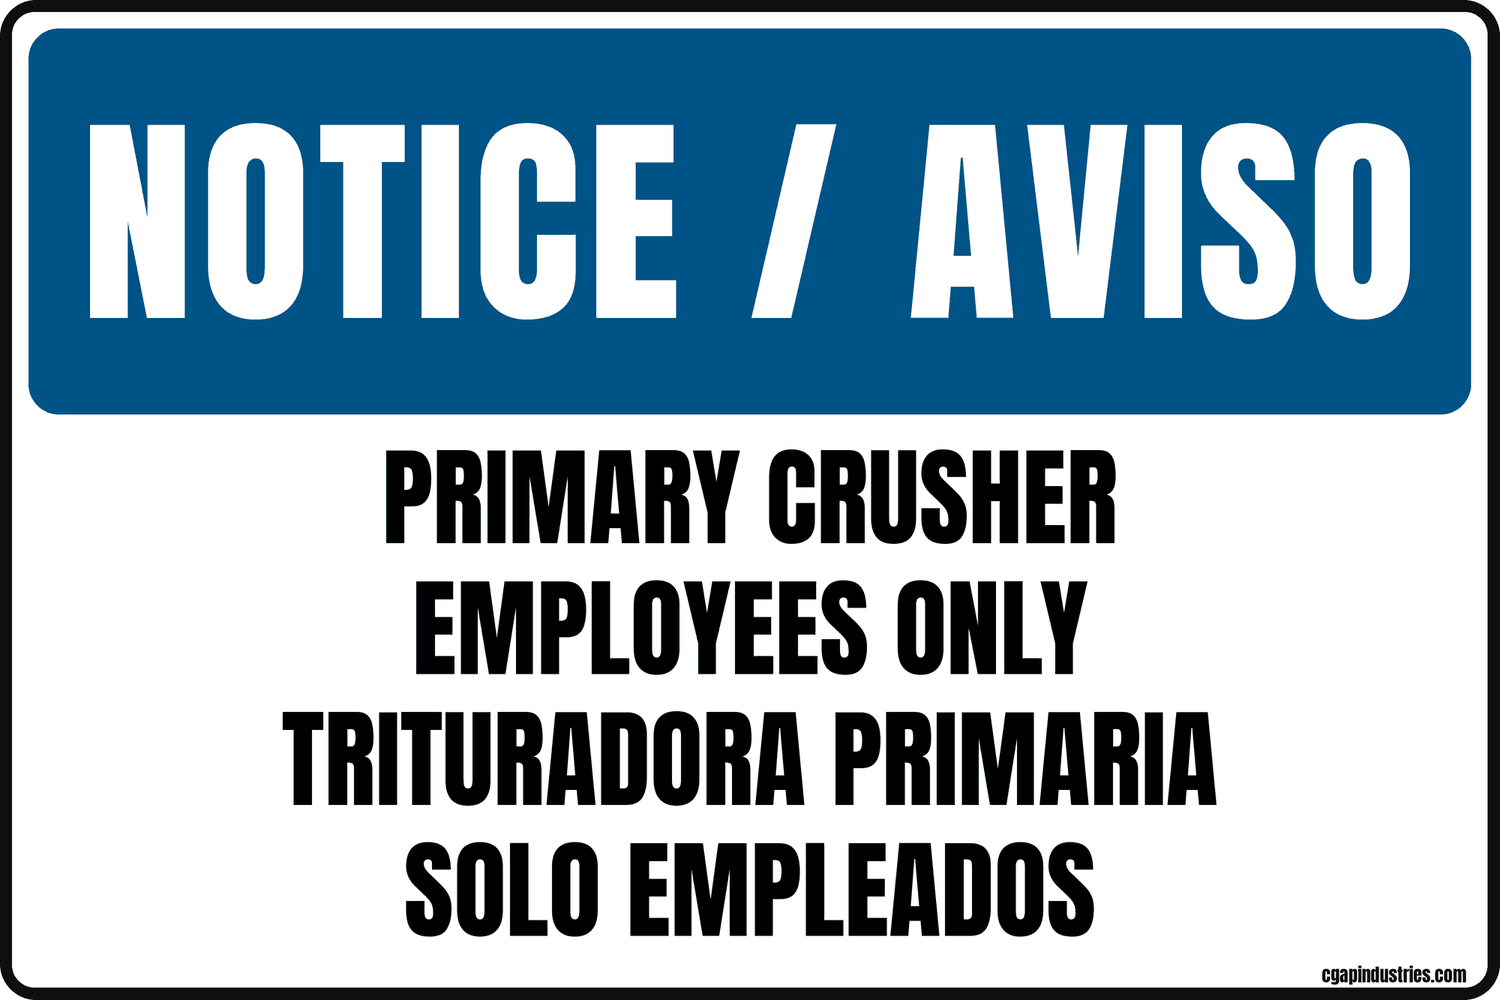 NOTICE / AVISO
PRIMARY CRUSHER
EMPLOYEES ONLY
TRITURADORA PRIMARIA
SOLO EMPLEADOS
cgapindustries.com